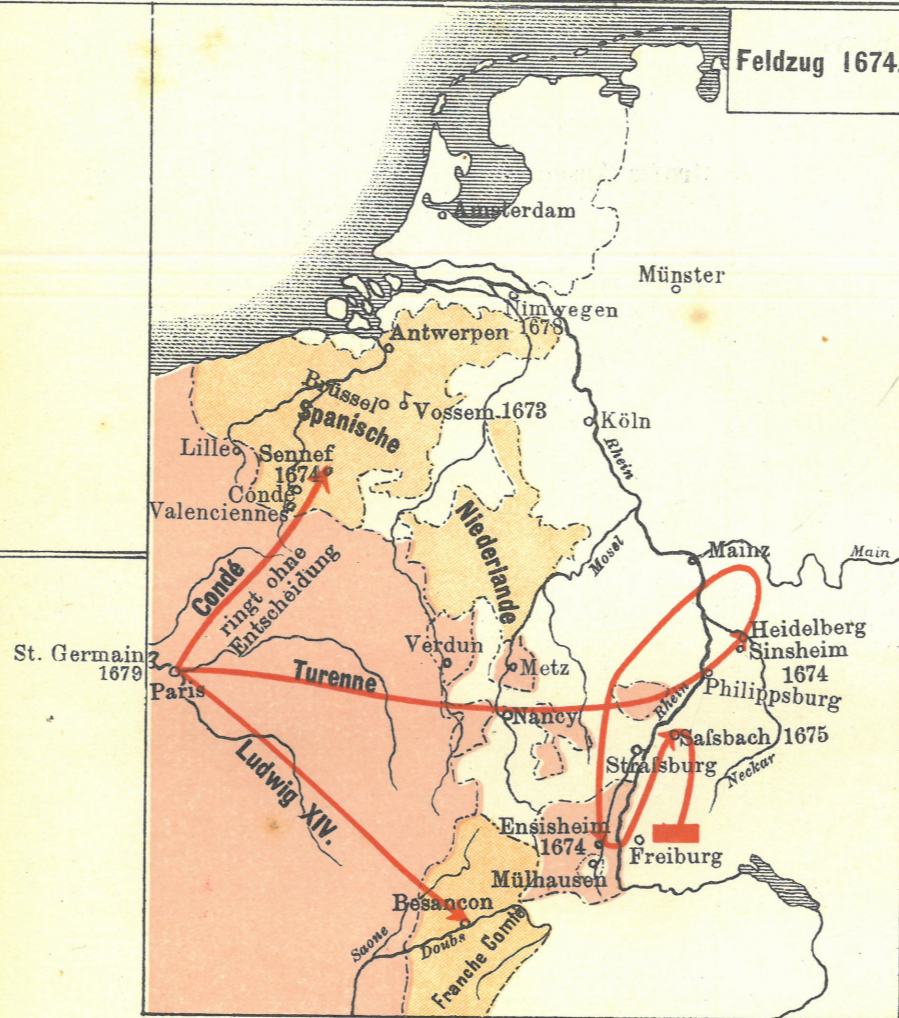 Feldzug 1674.
Amsterdam
Münster
Nimwegen
1678
Antwerpen
Brüssel
Vossem 1673
Spanische
Niederlande
Köln
Rhein
Lille
Sennef
1674
Condé
Valenciennes
Mosel
Mainz
Main
Condé
ringt ohne
Entscheidung
St. Germain
1679
Paris
Verdun
Metz
Turenne
Heidelberg
Sinsheim
1674
Philippsburg
Nancy
Rhein
Saſsbach 1675
Straſsburg
Neckar
Ludwig XIV.
Ensisheim
1674
Freiburg
Mülhausen
Besancon
Saone
Doubs
Franche Comté